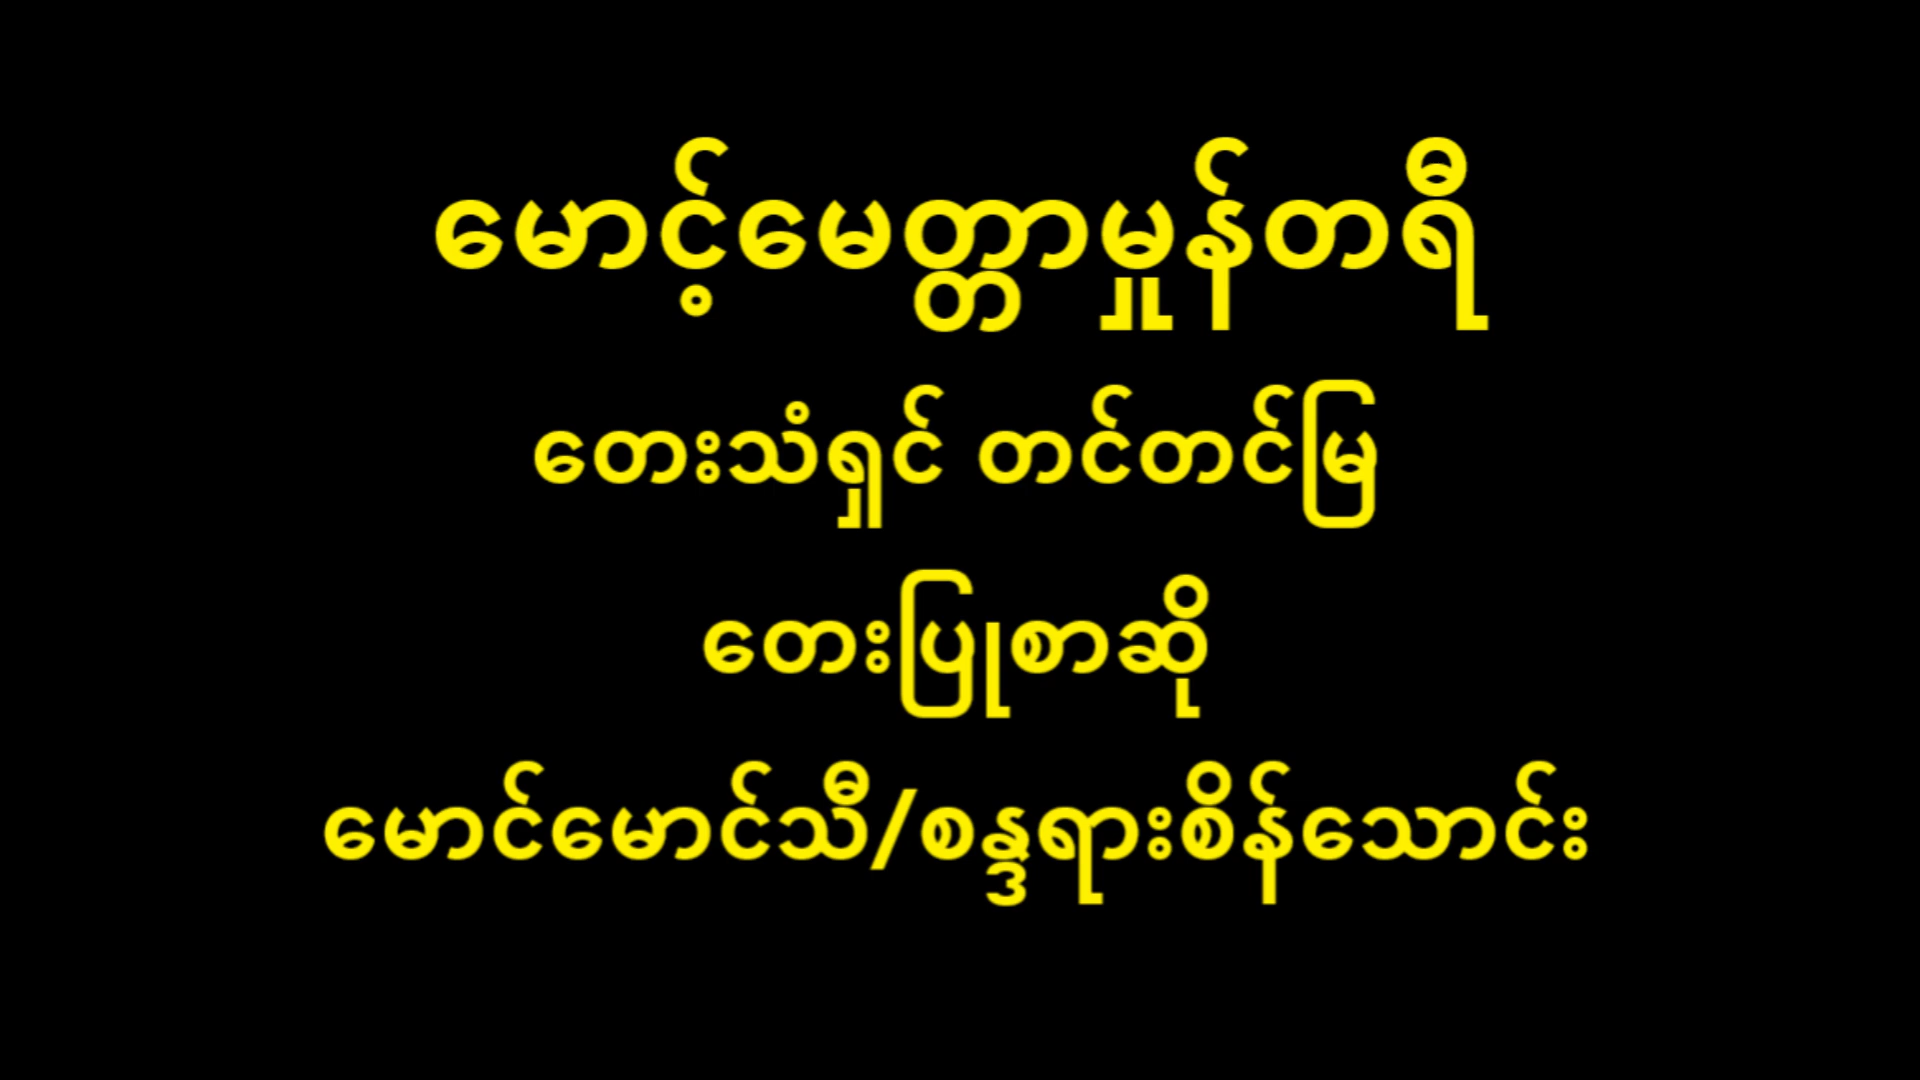 မောင့်မေတ္တာမှုန်တရီ
တေးသံရှင် တင်တင်မြ
တေးပြုစာဆို
မောင်မောင်သီ/စန္ဒရားစိန်သောင်း